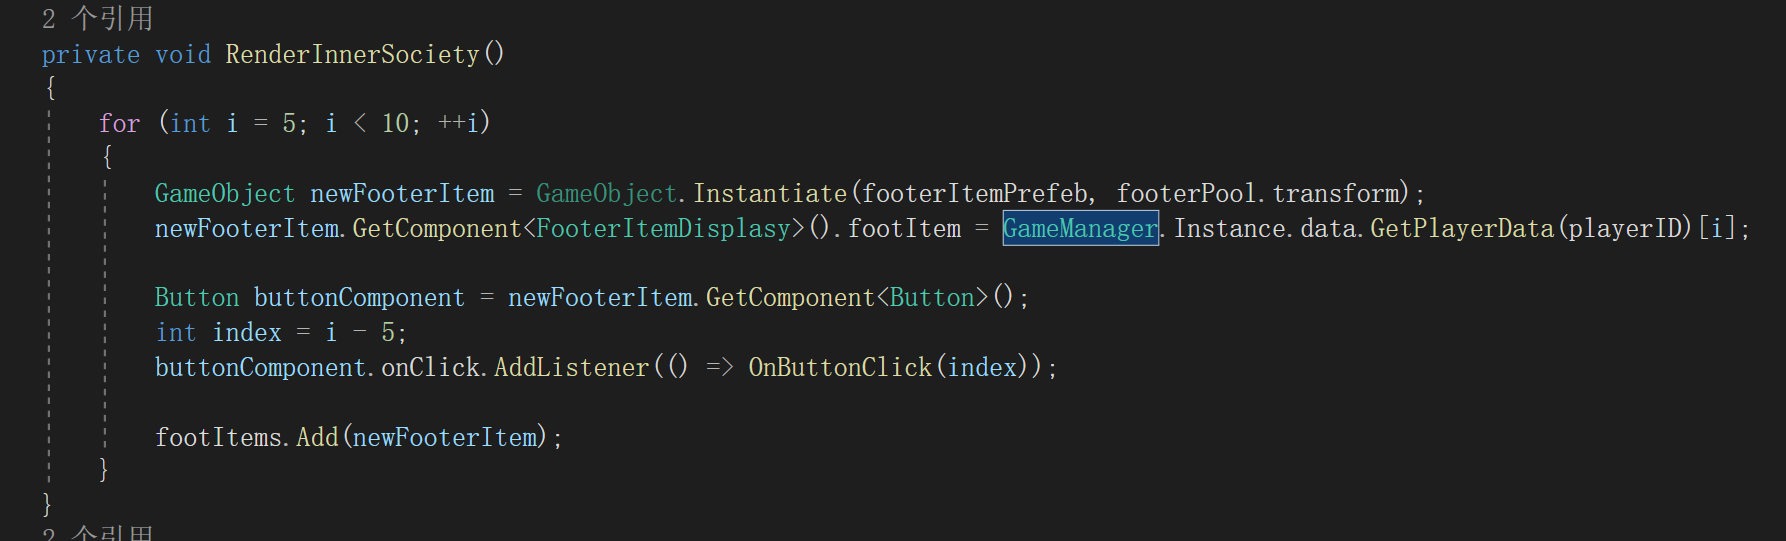 2 个引用
private void RenderInnerSociety()
{
for (int i = 5; i < 10; ++i)
{
GameObject newFooterItem = GameObject.Instantiate(footerItemPrefeb, footerPool.transform);
newFooterItem.GetComponent<FooterItemDisplasy>().footItem = GameManager.Instance.data.GetPlayerData(playerID)[i];
Button buttonComponent = newFooterItem.GetComponent<Button>();
int index = i - 5;
buttonComponent.onClick.AddListener(() => OnButtonClick(index));
footItems.Add(newFooterItem);
}
}
2 个引用